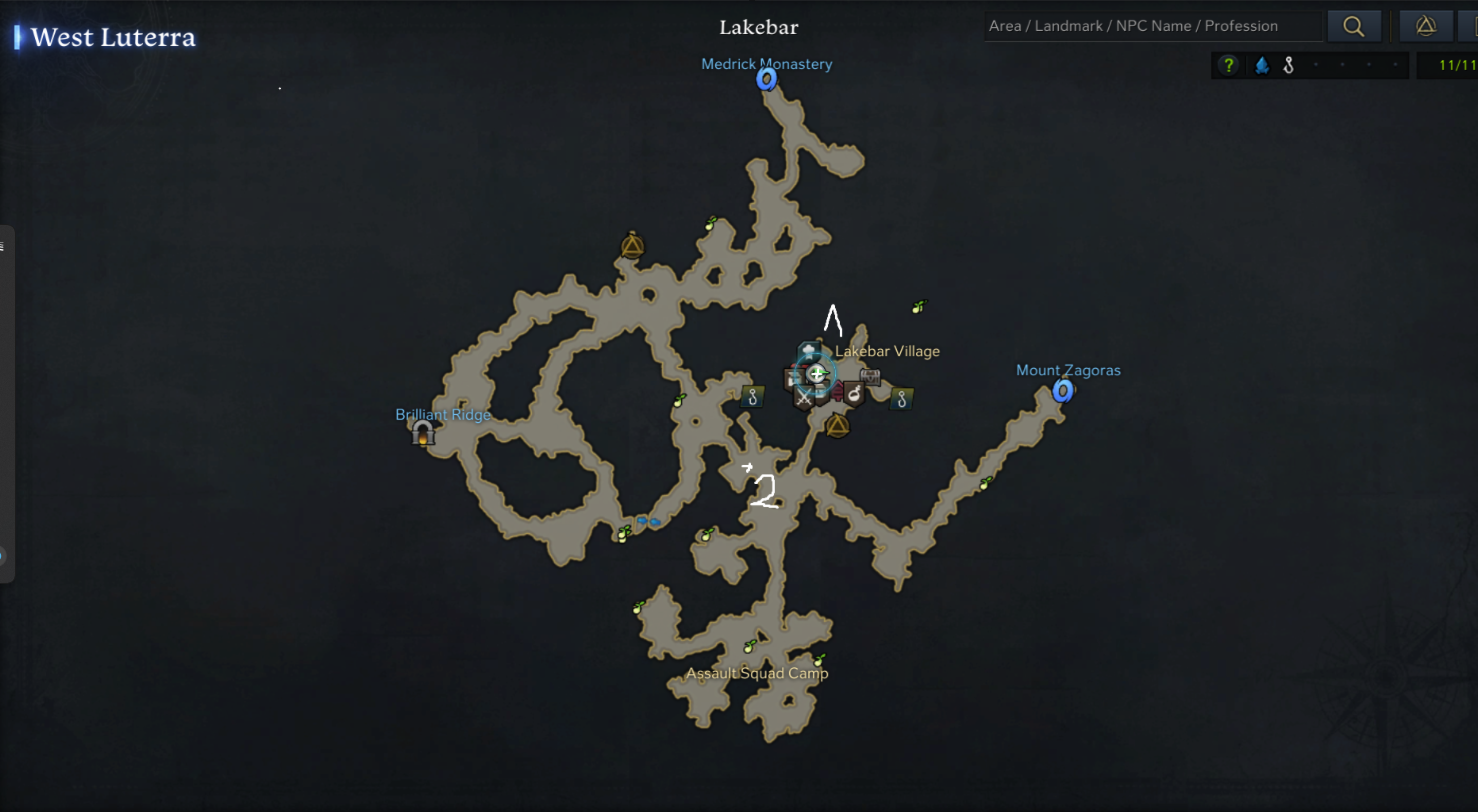 West Luterra
Lakebar
Area / Landmark / NPC Name / Profession
?
11/11
Medrick Monastery
Lakebar Village
Mount Zagoras
Brilliant Ridge
2
Assault Squad Camp